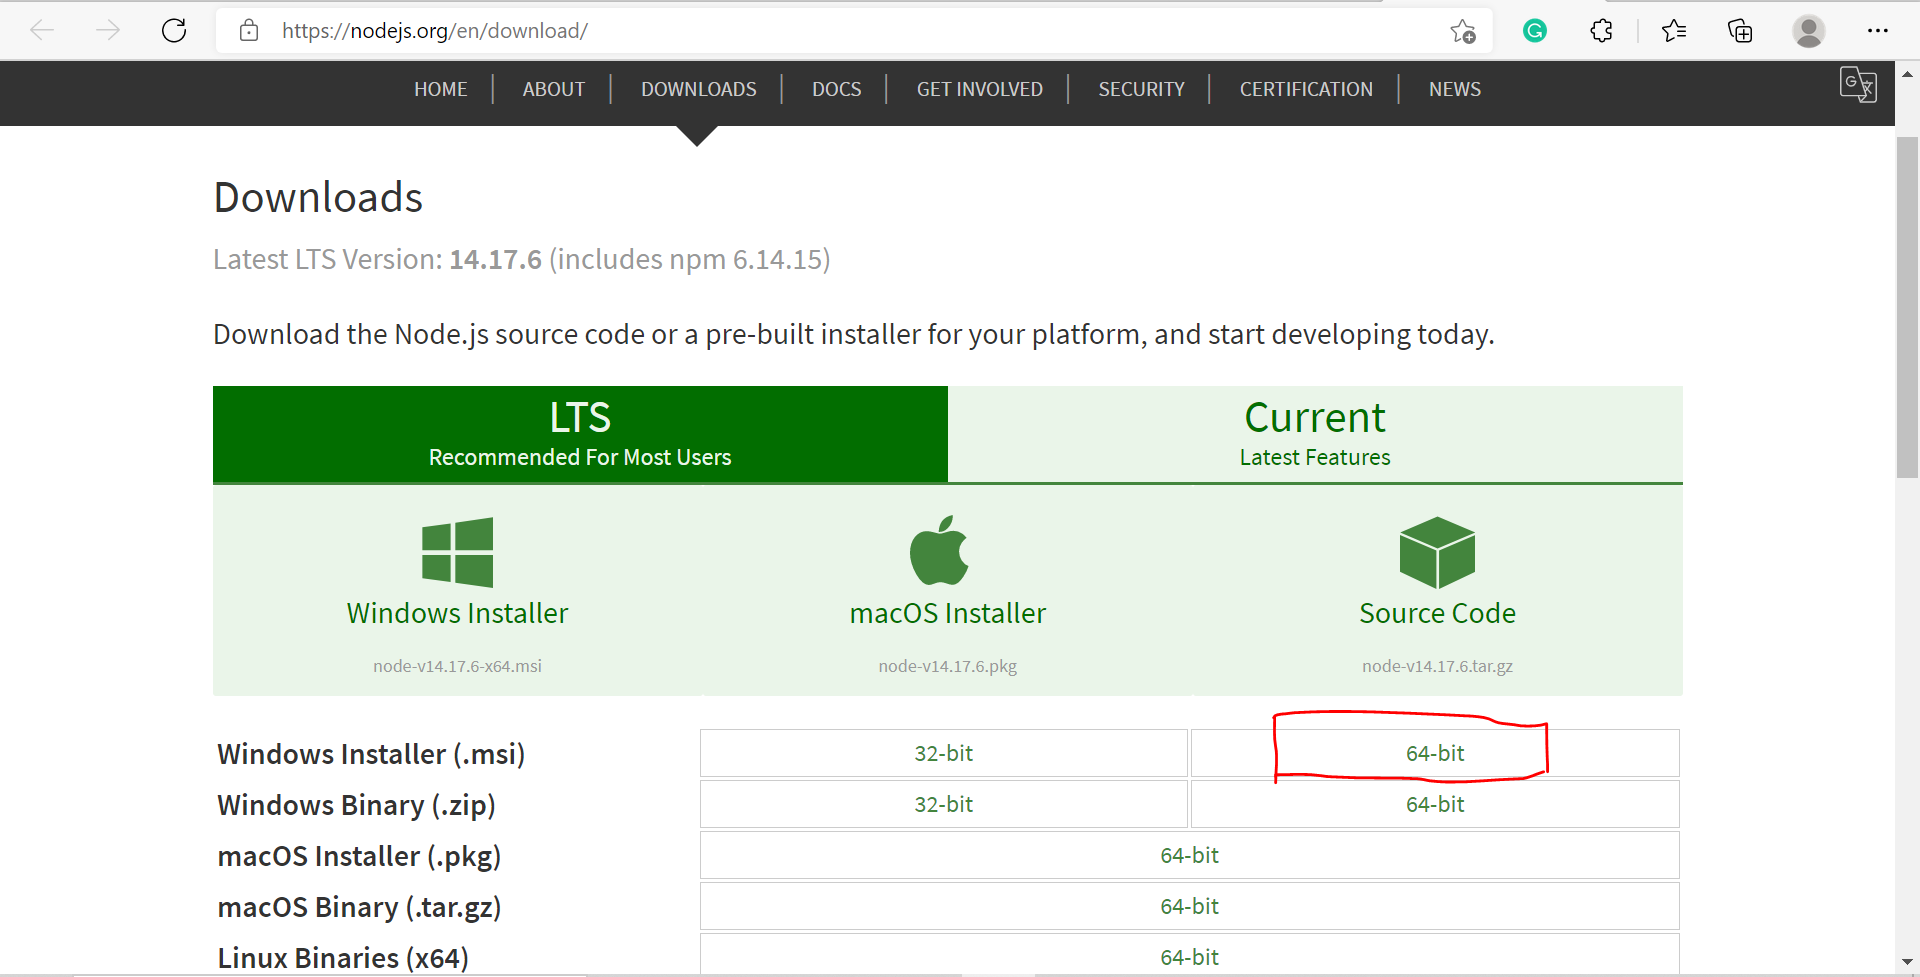 https://nodejs.org/en/download/
HOME | ABOUT | DOWNLOADS | DOCS | GET INVOLVED | SECURITY | CERTIFICATION | NEWS
Downloads
Latest LTS Version: 14.17.6 (includes npm 6.14.15)
Download the Node.js source code or a pre-built installer for your platform, and start developing today.
LTS
Recommended For Most Users
Current
Latest Features
Windows Installer
node-v14.17.6-x64.msi
macOS Installer
node-v14.17.6.pkg
Source Code
node-v14.17.6.tar.gz
Windows Installer (.msi) 32-bit 64-bit
Windows Binary (.zip) 32-bit 64-bit
macOS Installer (.pkg) 64-bit
macOS Binary (.tar.gz) 64-bit
Linux Binaries (x64) 64-bit